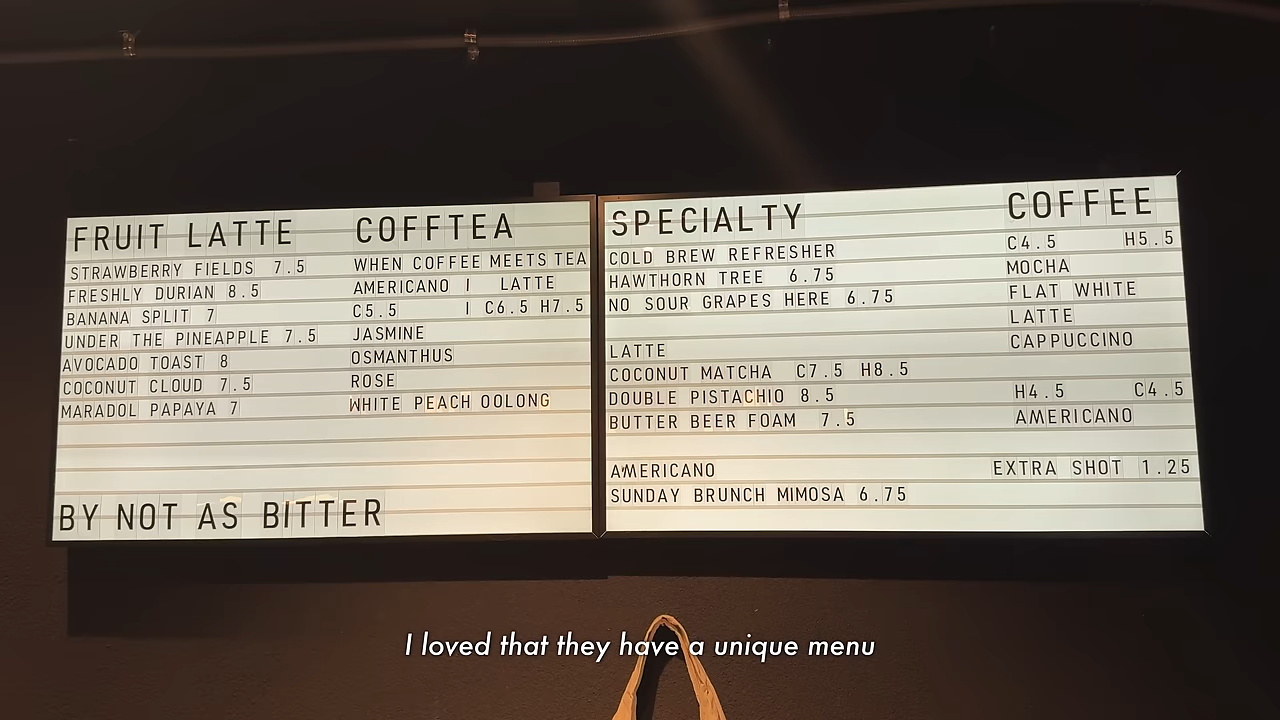 FRUIT LATTE
STRAWBERRY FIELDS 7.5
FRESHLY DURIAN 8.5
BANANA SPLIT 7
UNDER THE PINEAPPLE 7.5
AVOCADO TOAST 8
COCONUT CLOUD 7.5
MARADOL PAPAYA 7
BY NOT AS BITTER
COFFTEA
WHEN COFFEE MEETS TEA
AMERICANO | LATTE
C5.5 | C6.5 H7.5
JASMINE
OSMANTHUS
ROSE
WHITE PEACH OOLONG
SPECIALTY
COLD BREW REFRESHER
HAWTHORN TREE 6.75
NO SOUR GRAPES HERE 6.75
LATTE
COCONUT MATCHA C7.5 H8.5
DOUBLE PISTACHIO 8.5
BUTTER BEER FOAM 7.5
AMERICANO
SUNDAY BRUNCH MIMOSA 6.75
COFFEE
C4.5 H5.5
MOCHA
FLAT WHITE
LATTE
CAPPUCCINO
H4.5 C4.5
AMERICANO
EXTRA SHOT 1.25
I loved that they have a unique menu